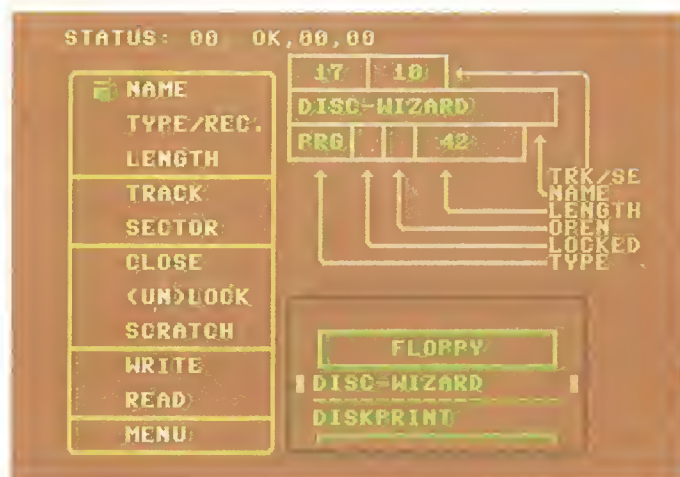 STATUS: 00 OK,00,00
NAME
TYPE/REC.
LENGTH
TRACK
SECTOR
CLOSE
(UN)LOCK
SCRATCH
WRITE
READ
MENU
17 10
DISC-WIZARD
PRG 42
TRK/SE
NAME
LENGTH
OPEN
LOCKED
TYPE
FLOPPY
DISC-WIZARD
DISKPRINT